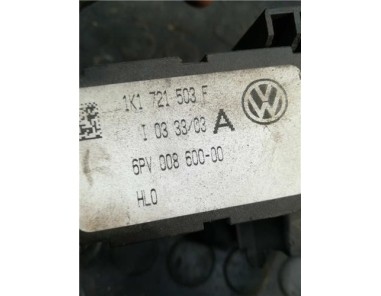 1K1 721 503 F
I 03 33/03 A
6PV 008 600-00
HLO